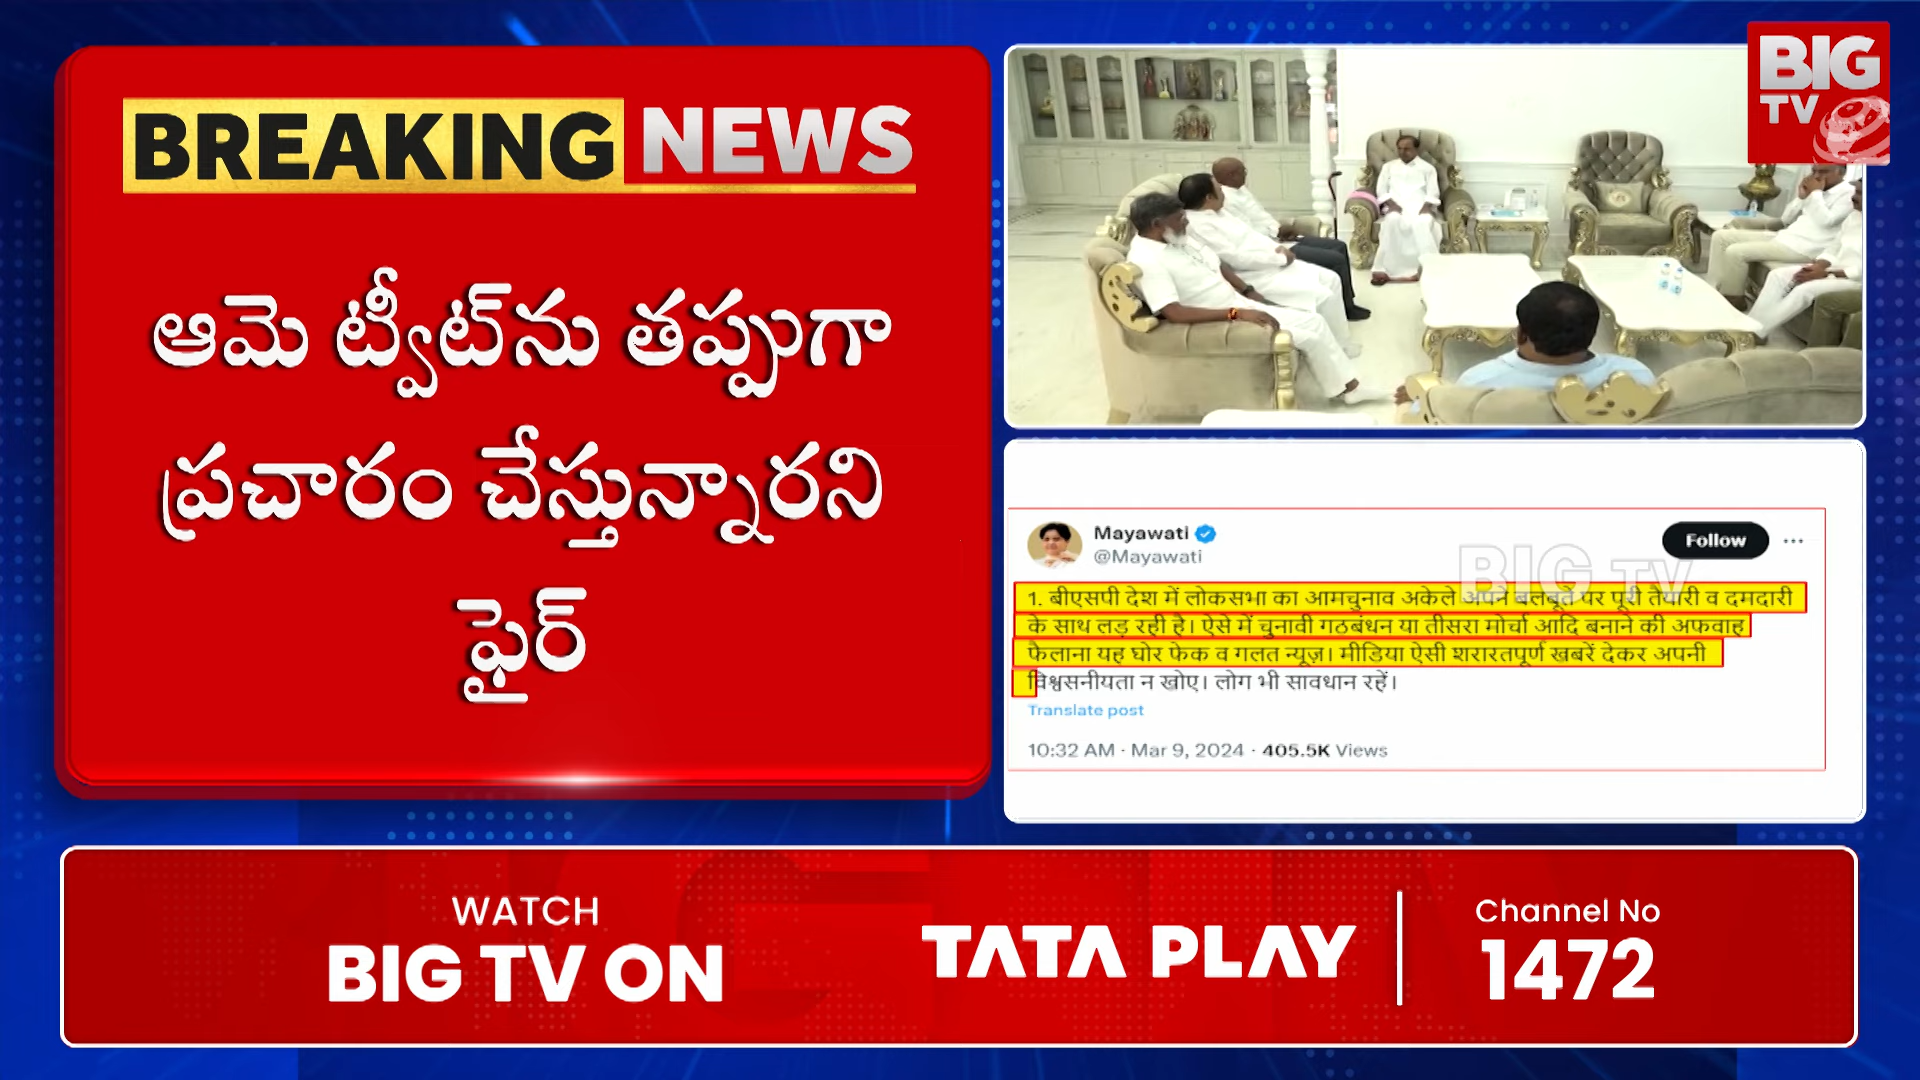 BREAKING NEWS
ఆమె ట్వీట్‌ను తప్పుగా
ప్రచారం చేస్తున్నారని
ఫైర్
BIG
TV
Mayawati
@Mayawati
Follow
BIG TV
1. बीएसपी देश में लोकसभा का आमचुनाव अकेले अपने बलबूते पर पूरी तैयारी व दमदारी
के साथ लड़ रही है। ऐसे में चुनावी गठबंधन या तीसरा मोर्चा आदि बनाने की अफवाह
फैलाना यह घोर फेक व गलत न्यूज़। मीडिया ऐसी शरारतपूर्ण खबरें देकर अपनी
विश्वसनीयता न खोए। लोग भी सावधान रहें।
Translate post
10:32 AM · Mar 9, 2024 · 405.5K Views
WATCH
BIG TV ON
TATA PLAY
Channel No
1472